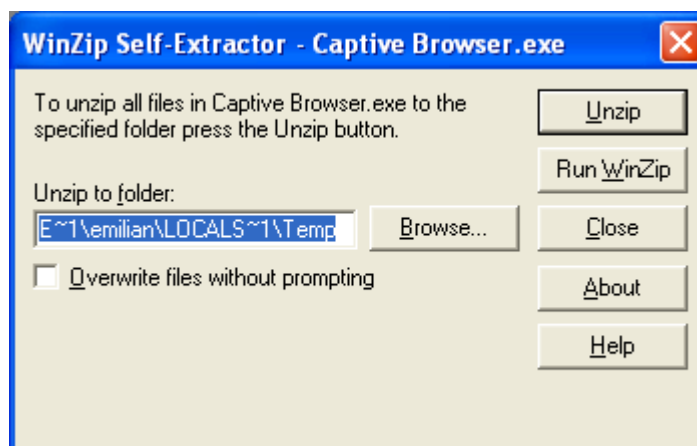 WinZip Self-Extractor - Captive Browser.exe
To unzip all files in Captive Browser.exe to the
specified folder press the Unzip button.
Unzip to folder:
E~1\emilian\LOCALS~1\Temp
Browse...
Overwrite files without prompting
Unzip
Run WinZip
Close
About
Help